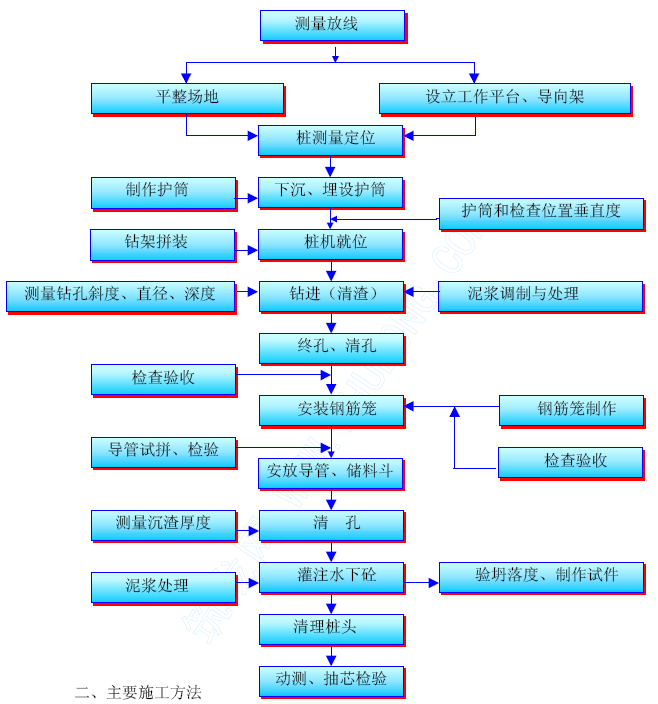 测量放线
平整场地
设立工作平台、导向架
桩测量定位
制作护筒
下沉、埋设护筒
护筒和检查位置垂直度
钻架拼装
桩机就位
测量钻孔斜度、直径、深度
钻进（清渣）
泥浆调制与处理
终孔、清孔
检查验收
安装钢筋笼
钢筋笼制作
导管试拼、检验
检查验收
安放导管、储料斗
测量沉渣厚度
清 孔
泥浆处理
灌注水下砼
验坍落度、制作试件
清理桩头
动测、抽芯检验
二、主要施工方法